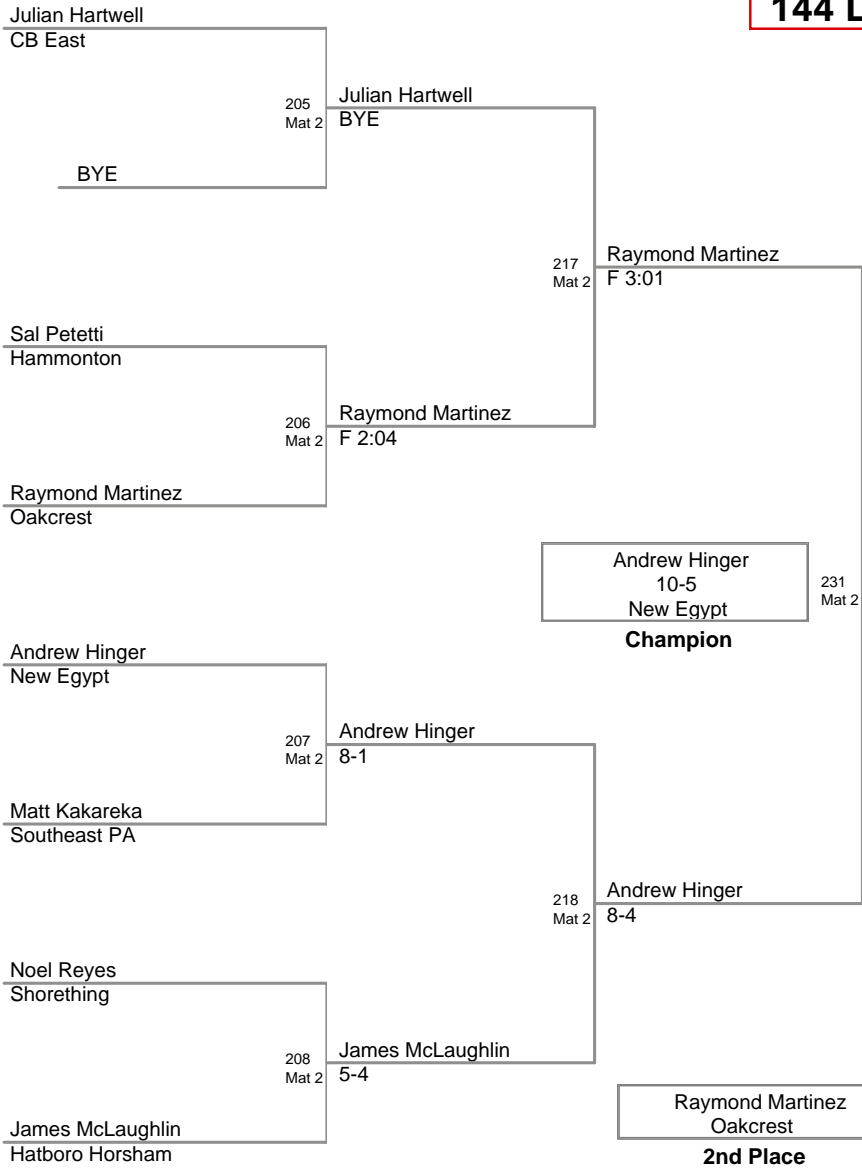 144 L
Julian Hartwell
CB East
205
Mat 2
Julian Hartwell
BYE
BYE
217
Mat 2
Raymond Martinez
F 3:01
Sal Petetti
Hammonton
206
Mat 2
Raymond Martinez
F 2:04
Raymond Martinez
Oakcrest
Andrew Hinger
10-5
New Egypt
Champion
231
Mat 2
Andrew Hinger
New Egypt
207
Mat 2
Andrew Hinger
8-1
Matt Kakareka
Southeast PA
218
Mat 2
Andrew Hinger
8-4
Noel Reyes
Shorething
208
Mat 2
James McLaughlin
5-4
James McLaughlin
Hatboro Horsham
Raymond Martinez
Oakcrest
2nd Place